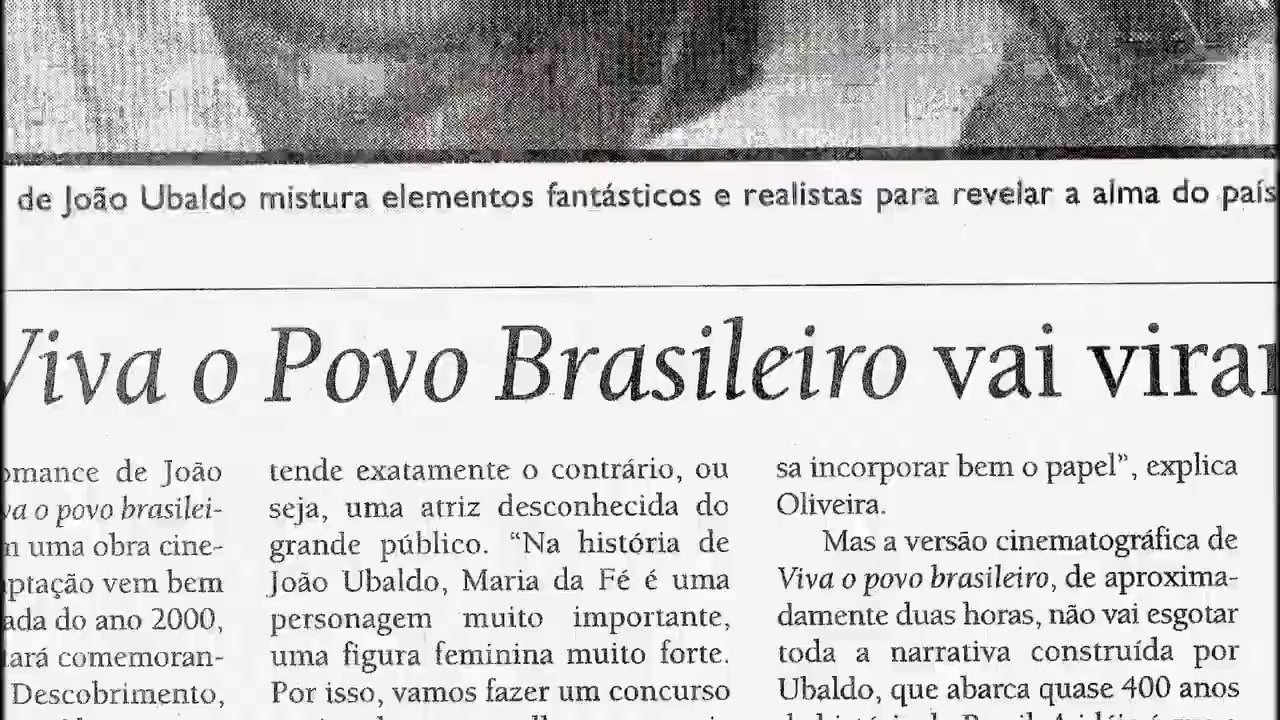 de João Ubaldo mistura elementos fantásticos e realistas para revelar a alma do país
Viva o Povo Brasileiro vai virar
romance de João
va o povo brasilei-
uma obra cine-
ptação vem bem
ada do ano 2000,
ará comemoran-
Descobrimento,
tende exatamente o contrário, ou
seja, uma atriz desconhecida do
grande público. “Na história de
João Ubaldo, Maria da Fé é uma
personagem muito importante,
uma figura feminina muito forte.
Por isso, vamos fazer um concurso
sa incorporar bem o papel”, explica
Oliveira.
Mas a versão cinematográfica de
Viva o povo brasileiro, de aproxima-
damente duas horas, não vai esgotar
toda a narrativa construída por
Ubaldo, que abarca quase 400 anos